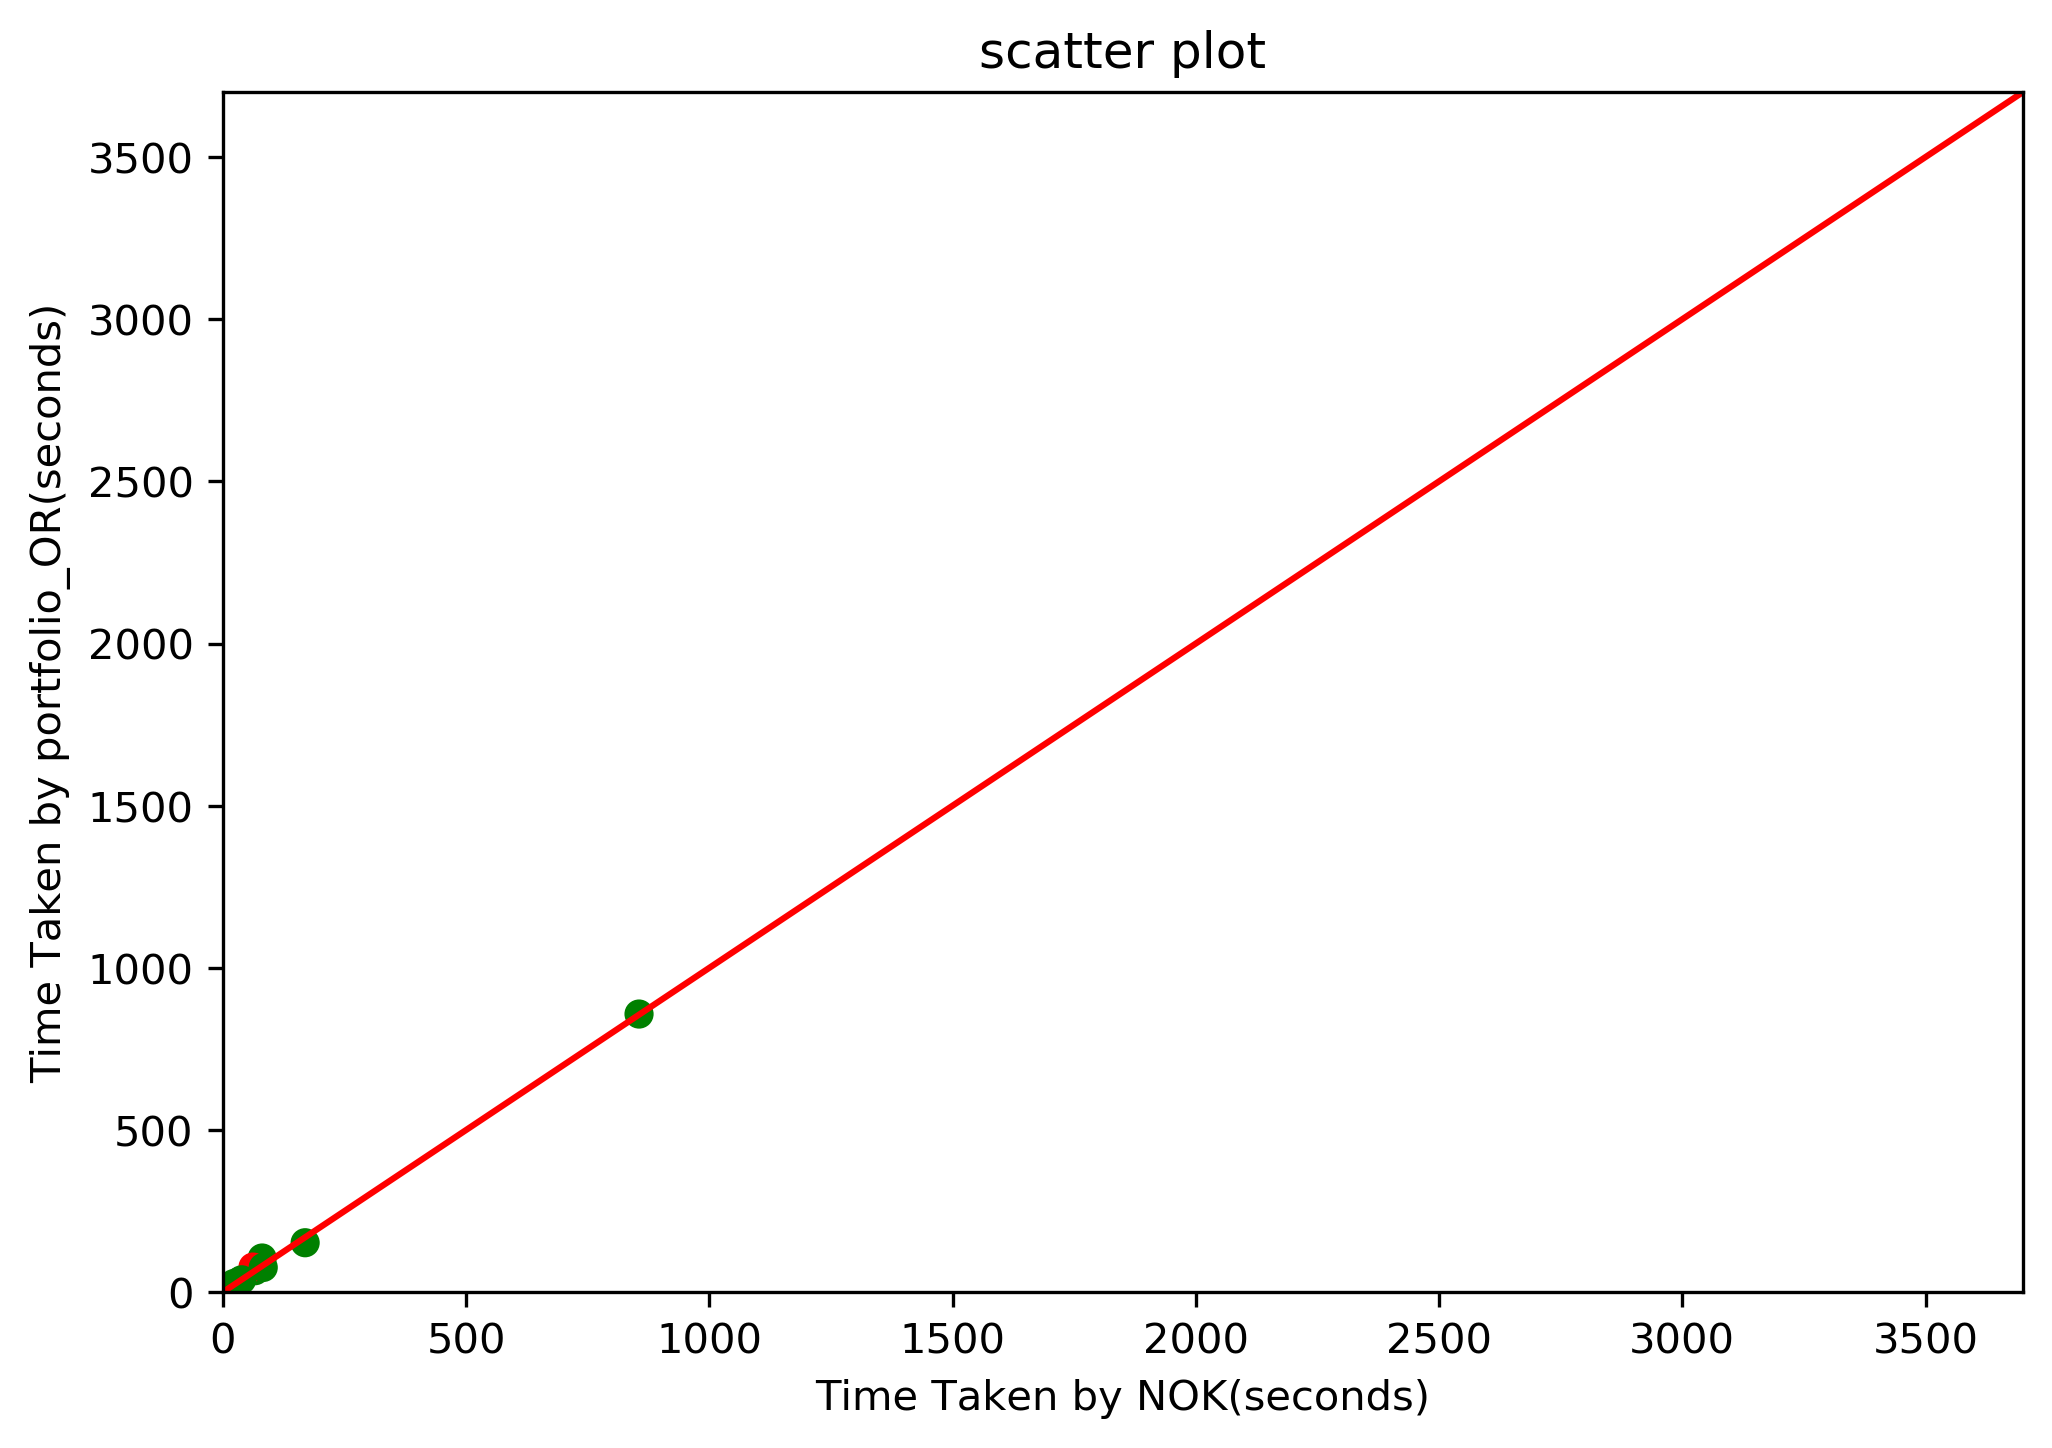 scatter plot
3500
3000
2500
2000
1500
1000
500
0
Time Taken by portfolio_OR(seconds)
0 500 1000 1500 2000 2500 3000 3500
Time Taken by NOK(seconds)